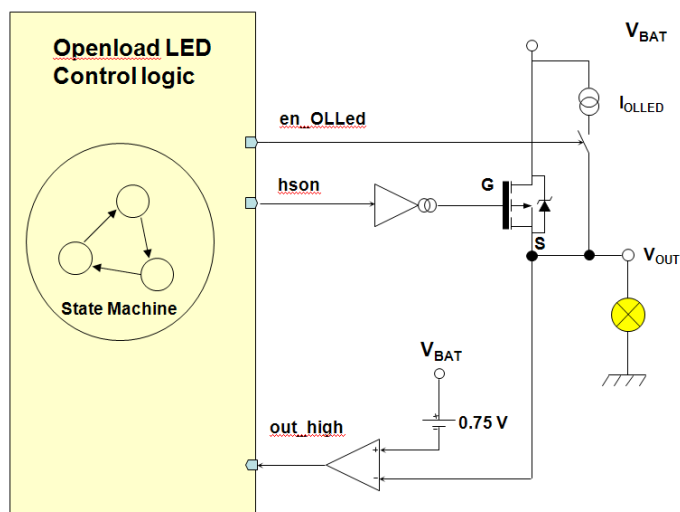 Openload LED
Control logic
V_BAT
en_OLLed
I_OLLED
hson
G
S
V_OUT
State Machine
V_BAT
+
-
0.75 V
out_high
+
-